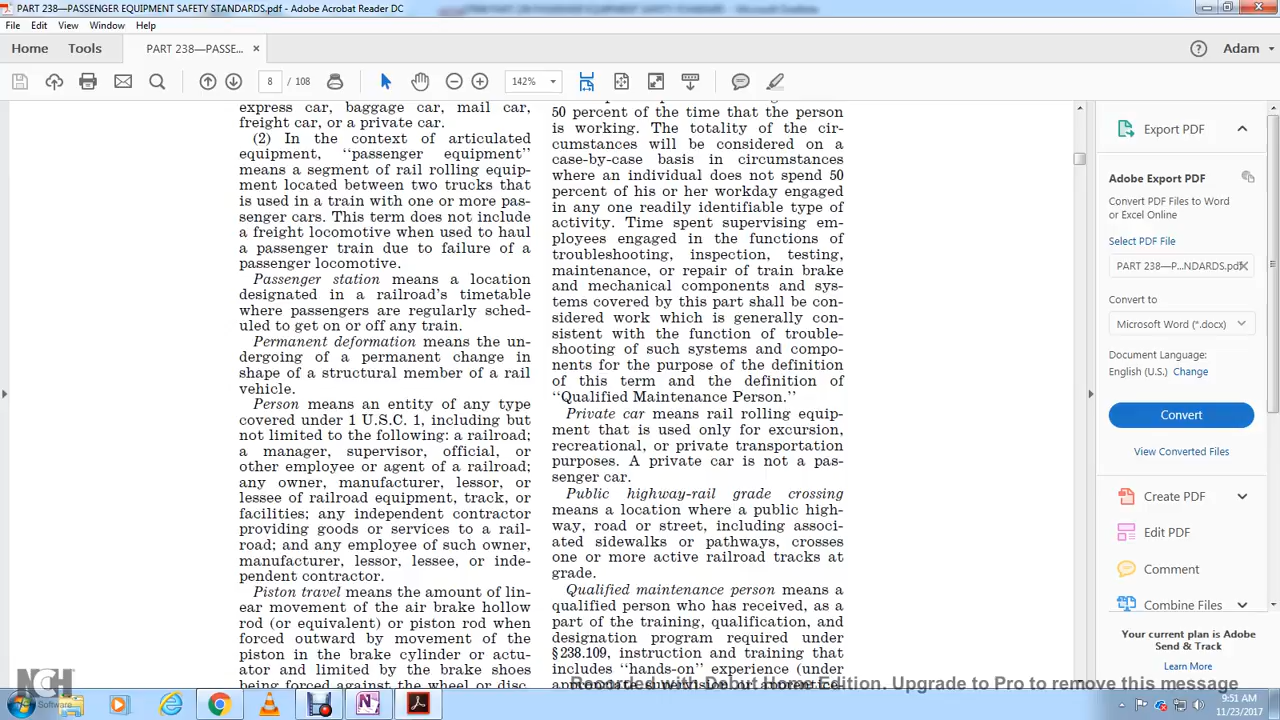 PART 238—PASSENGER EQUIPMENT SAFETY STANDARDS.pdf - Adobe Acrobat Reader DC
File Edit View Window Help
Home Tools PART 238—PASSE... × Adam
8 / 108 142%
express car, baggage car, mail car,
freight car, or a private car.
(2) In the context of articulated
equipment, ‘‘passenger equipment’’
means a segment of rail rolling equip-
ment located between two trucks that
is used in a train with one or more pas-
senger cars. This term does not include
a freight locomotive when used to haul
a passenger train due to failure of a
passenger locomotive.
Passenger station means a location
designated in a railroad’s timetable
where passengers are regularly sched-
uled to get on or off any train.
Permanent deformation means the un-
dergoing of a permanent change in
shape of a structural member of a rail
vehicle.
Person means an entity of any type
covered under 1 U.S.C. 1, including but
not limited to the following: a railroad;
a manager, supervisor, official, or
other employee or agent of a railroad;
any owner, manufacturer, lessor, or
lessee of railroad equipment, track, or
facilities; any independent contractor
providing goods or services to a rail-
road; and any employee of such owner,
manufacturer, lessor, lessee, or inde-
pendent contractor.
Piston travel means the amount of lin-
ear movement of the air brake hollow
rod (or equivalent) or piston rod when
forced outward by movement of the
piston in the brake cylinder or actu-
ator and limited by the brake shoes
being forced against the wheel or disc.
50 percent of the time that the person
is working. The totality of the cir-
cumstances will be considered on a
case-by-case basis in circumstances
where an individual does not spend 50
percent of his or her workday engaged
in any one readily identifiable type of
activity. Time spent supervising em-
ployees engaged in the functions of
troubleshooting, inspection, testing,
maintenance, or repair of train brake
and mechanical components and sys-
tems covered by this part shall be con-
sidered work which is generally con-
sistent with the function of trouble-
shooting of such systems and compo-
nents for the purpose of the definition
of this term and the definition of
‘‘Qualified Maintenance Person.’’
Private car means rail rolling equip-
ment that is used only for excursion,
recreational, or private transportation
purposes. A private car is not a pas-
senger car.
Public highway-rail grade crossing
means a location where a public high-
way, road or street, including associ-
ated sidewalks or pathways, crosses
one or more active railroad tracks at
grade.
Qualified maintenance person means a
qualified person who has received, as a
part of the training, qualification, and
designation program required under
§ 238.109, instruction and training that
includes ‘‘hands-on’’ experience (under
Export PDF
Adobe Export PDF
Convert PDF Files to Word
or Excel Online
Select PDF File
PART 238—P...NDARDS.pdf
Convert to
Microsoft Word (*.docx)
Document Language:
English (U.S.) Change
Convert
View Converted Files
Create PDF
Edit PDF
Comment
Combine Files
Your current plan is Adobe
Send & Track
Learn More
Recorded with Debut Home Edition. Upgrade to Pro to remove this message
NCH Software
9:51 AM
11/23/2017